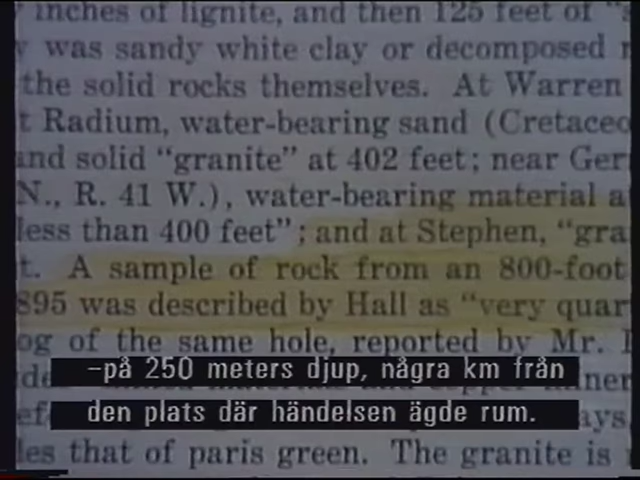 inches of lignite, and then 125 feet of "s
was sandy white clay or decomposed
the solid rocks themselves. At Warren
t Radium, water-bearing sand (Cretaceo
and solid "granite" at 402 feet; near Ger
N., R. 41 W.), water-bearing material a
less than 400 feet"; and at Stephen, "gra
t. A sample of rock from an 800-foot
895 was described by Hall as "very quar
og of the same hole, reported by Mr.
–på 250 meters djup, några km från
den plats där händelsen ägde rum.
les that of paris green. The granite is